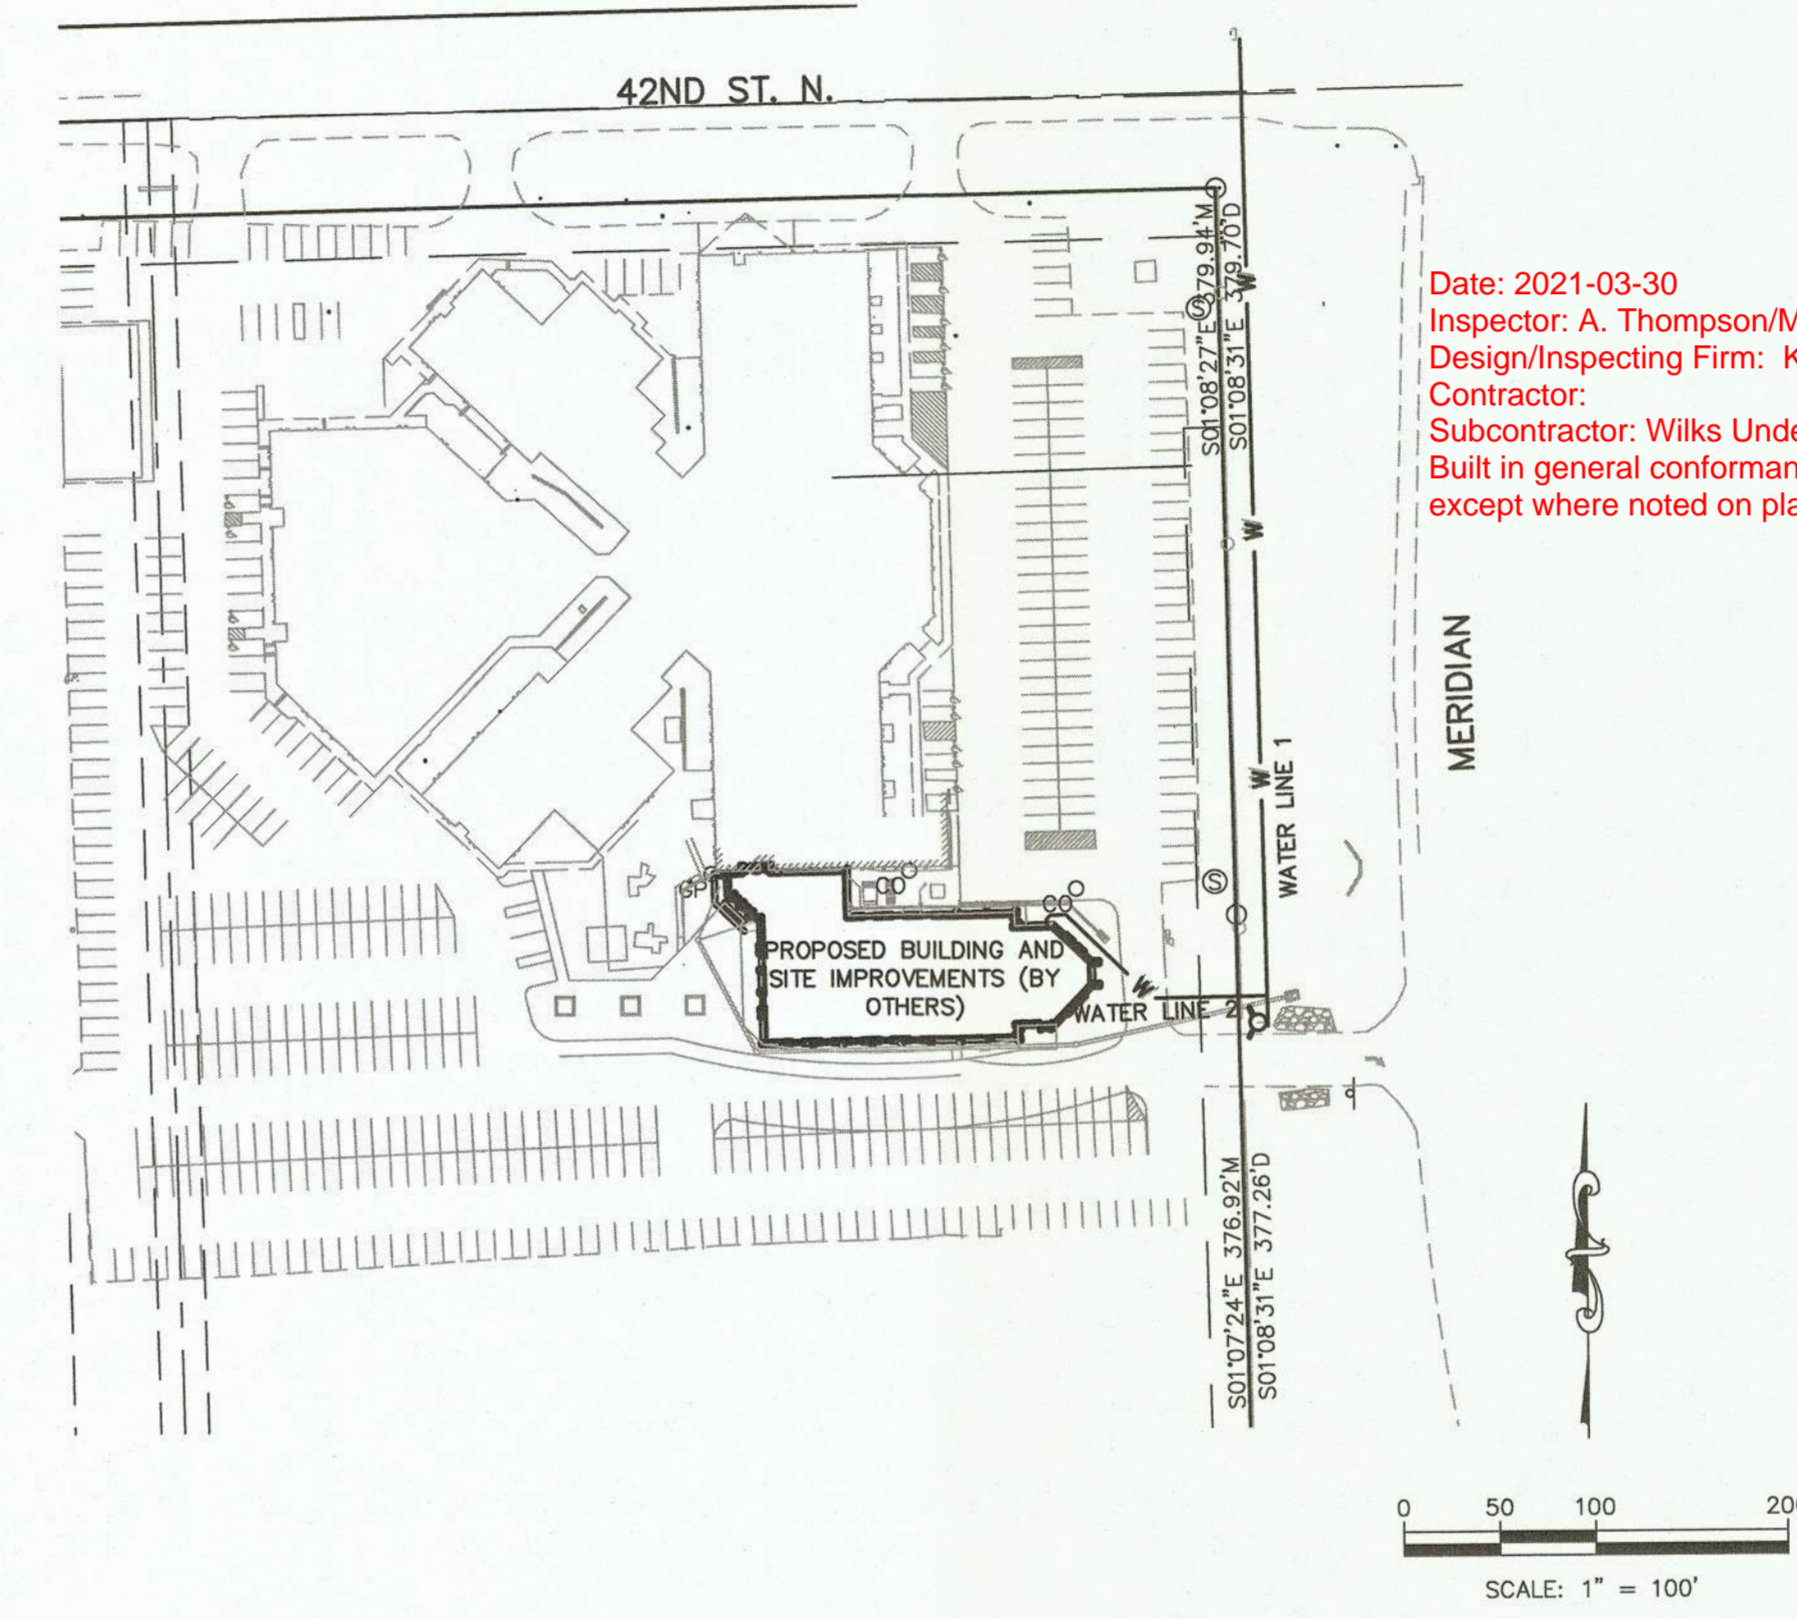 42ND ST. N.
S01°08'27"E 379.94'M
S01°08'31"E 379.70'D
S
W
Date: 2021-03-30
Inspector: A. Thompson/M
Design/Inspecting Firm: K
Contractor:
Subcontractor: Wilks Unde
Built in general conforman
except where noted on pla
W
MERIDIAN
W
WATER LINE 1
S
GP
CO
CO
PROPOSED BUILDING AND
SITE IMPROVEMENTS (BY
OTHERS)
W
WATER LINE 2
S01°07'24"E 376.92'M
S01°08'31"E 377.26'D
0 50 100 200
SCALE: 1" = 100'